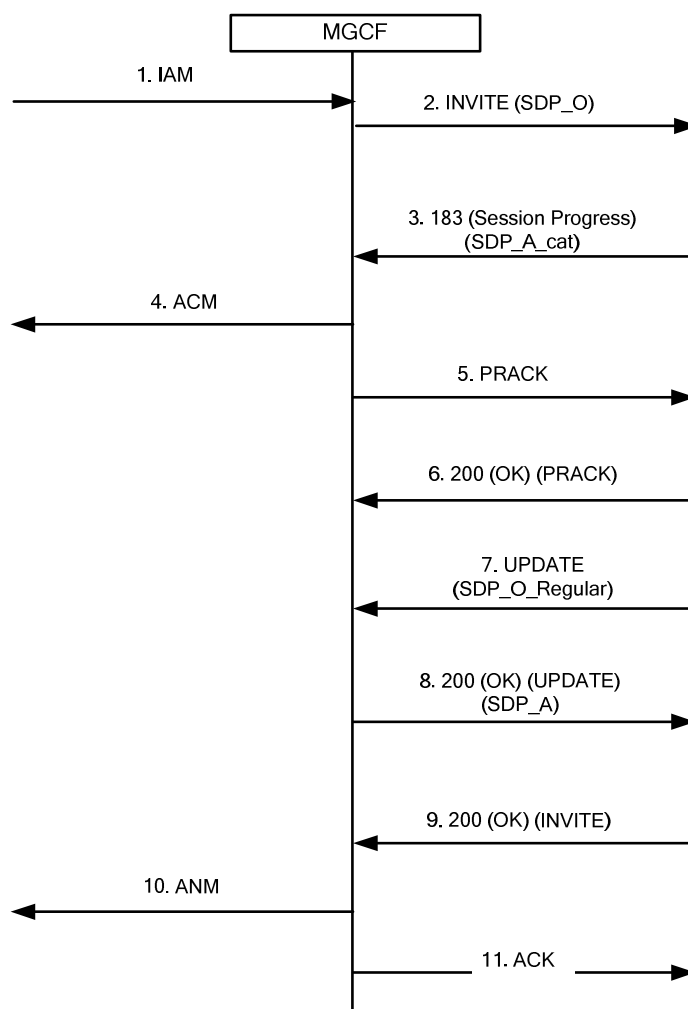 MGCF
1. IAM
2. INVITE (SDP_O)
3. 183 (Session Progress)
(SDP_A_cat)
4. ACM
5. PRACK
6. 200 (OK) (PRACK)
7. UPDATE
(SDP_O_Regular)
8. 200 (OK) (UPDATE)
(SDP_A)
9. 200 (OK) (INVITE)
10. ANM
11. ACK